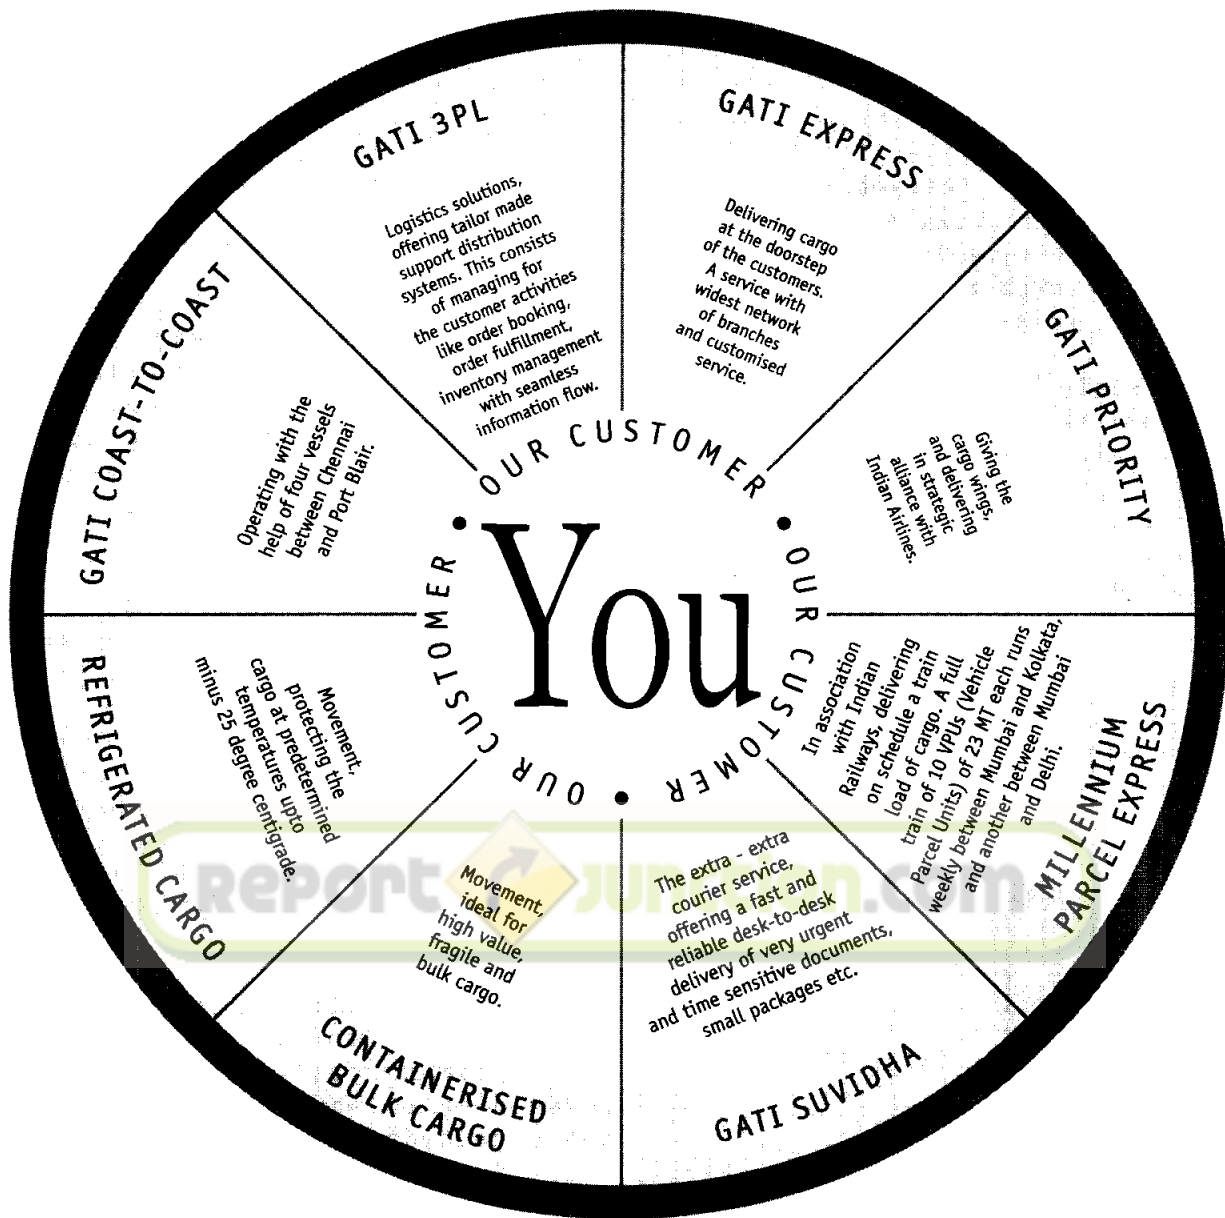 GATI 3PL
Logistics solutions,
offering tailor made
support distribution
systems. This consists
of managing for
the customer activities
like order booking,
order fulfillment,
inventory management
with seamless
information flow.
GATI EXPRESS
Delivering cargo
at the doorstep
of the customers.
A service with
widest network
of branches
and customised
service.
GATI PRIORITY
Giving the
cargo wings,
and delivering
in strategic
alliance with
Indian Airlines.
MILLENNIUM
PARCEL EXPRESS
In association
with Indian
Railways, delivering
on schedule a train
load of cargo. A full
train of 10 VPUs (Vehicle
Parcel Units) of 23 MT each runs
weekly between Mumbai and Kolkata,
and another between Mumbai
and Delhi.
GATI SUVIDHA
The extra - extra
courier service,
offering a fast and
reliable desk-to-desk
delivery of very urgent
and time sensitive documents,
small packages etc.
CONTAINERISED
BULK CARGO
Movement,
ideal for
high value,
fragile and
bulk cargo.
REFRIGERATED CARGO
Movement,
protecting the
cargo at predetermined
temperatures upto
minus 25 degree centigrade.
GATI COAST-TO-COAST
Operating with the
help of four vessels
between Chennai
and Port Blair.
OUR CUSTOMER • OUR CUSTOMER • OUR CUSTOMER •
You
REPORT JUNCTION.com